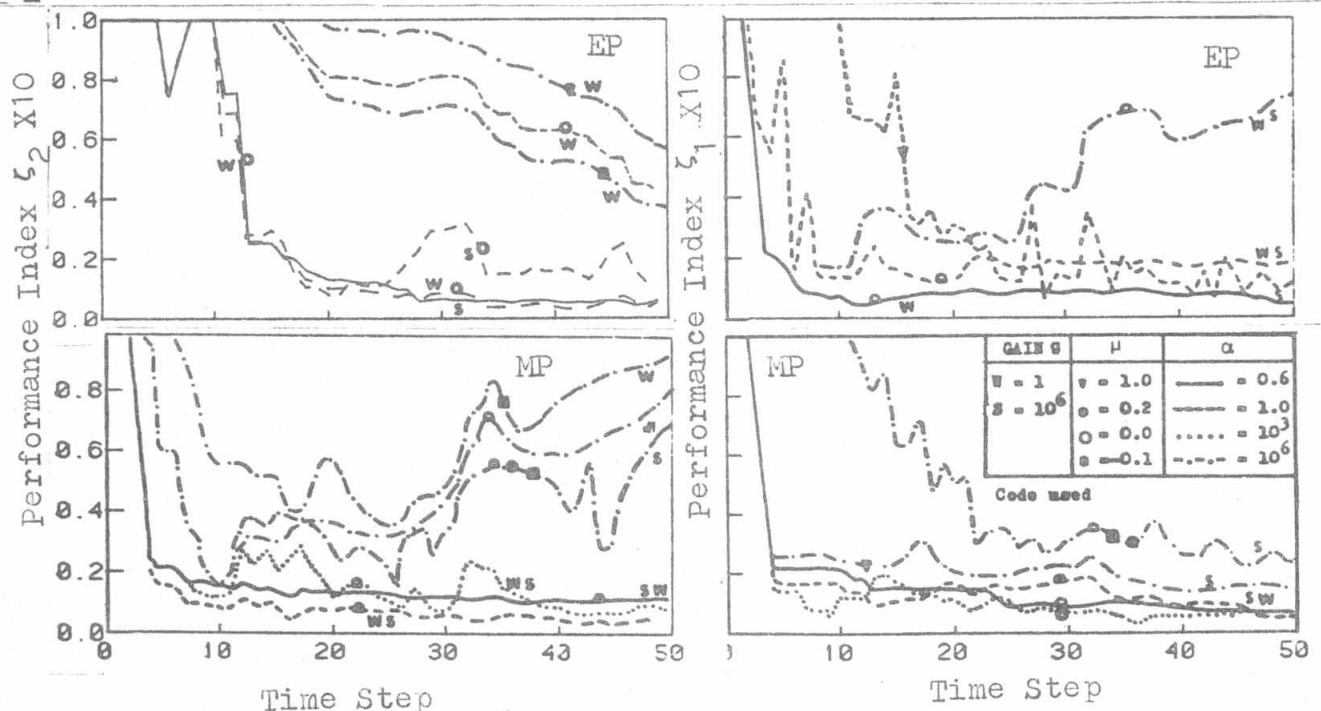 Performance Index ζ2 X10
1.0
0.8
0.6
0.4
0.2
0.0
EP
W
W
W
W
W
S
S
0.8
0.6
0.4
0.2
0.0
MP
W
S
W S
S W
W S
0
10
20
30
40
50
Time Step
Performance Index ζ1 X10
EP
W S
W S
W
MP
GAIN g
μ
α
W = 1
S = 10^6
= 1.0
= 0.2
= 0.0
= 0.1
= 0.6
= 1.0
= 10^3
= 10^6
Code used
S
S
S W
10
20
30
40
50
Time Step